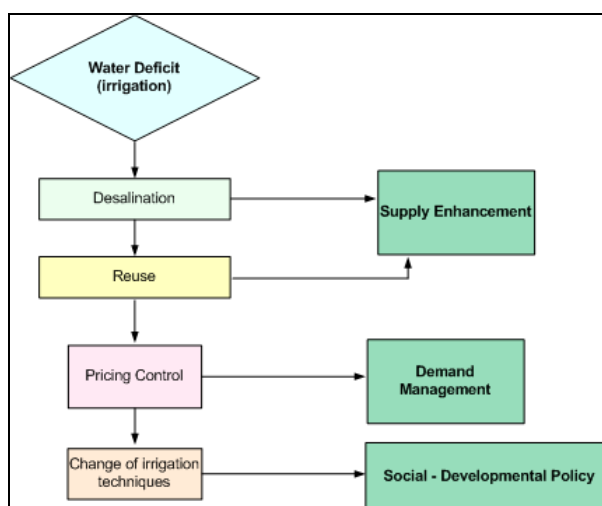 Water Deficit
(irrigation)
Desalination
Supply Enhancement
Reuse
Pricing Control
Demand
Management
Change of irrigation
techniques
Social - Developmental Policy